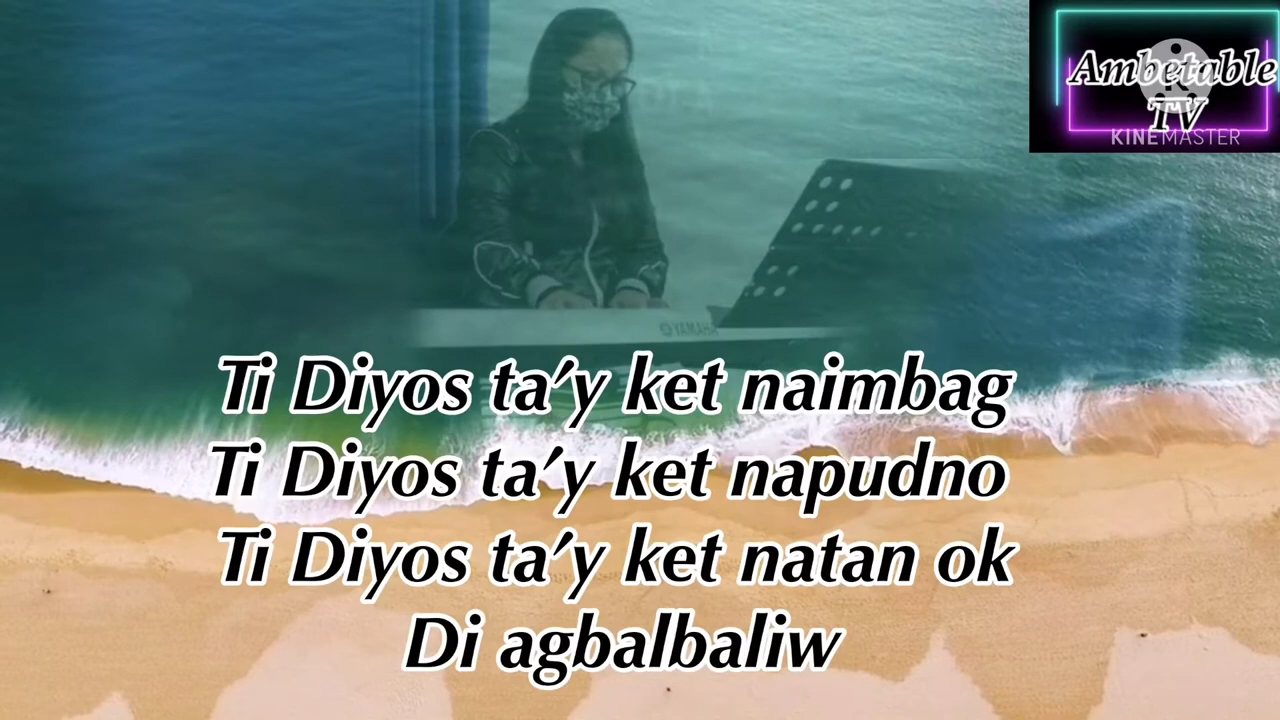 Ambetable
TV
KINEMASTER
YAMAHA
Ti Diyos ta’y ket naimbag
Ti Diyos ta’y ket napudno
Ti Diyos ta’y ket natan ok
Di agbalbaliw